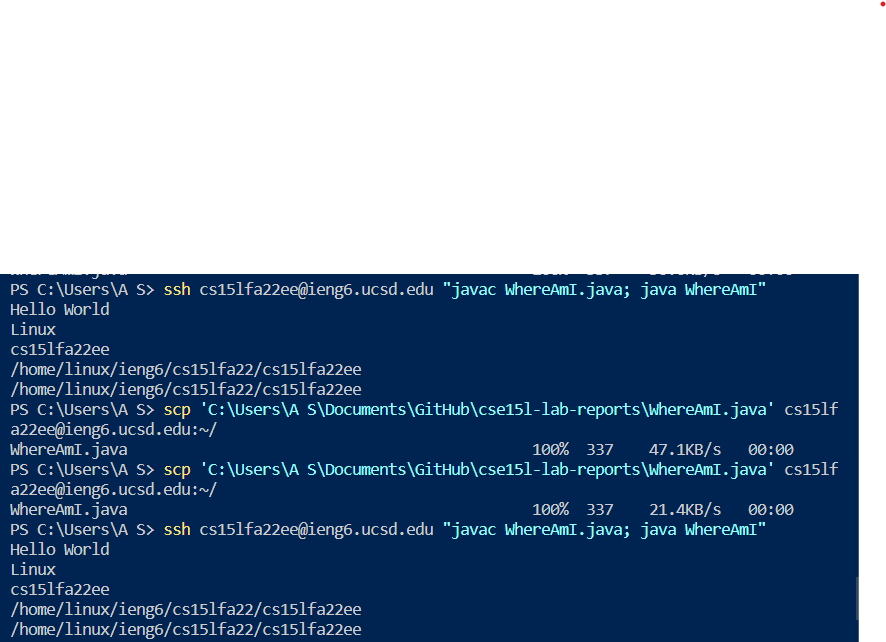 PS C:\Users\A S> ssh cs15lfa22ee@ieng6.ucsd.edu "javac WhereAmI.java; java WhereAmI"
Hello World
Linux
cs15lfa22ee
/home/linux/ieng6/cs15lfa22/cs15lfa22ee
/home/linux/ieng6/cs15lfa22/cs15lfa22ee
PS C:\Users\A S> scp 'C:\Users\A S\Documents\GitHub\cse15l-lab-reports\WhereAmI.java' cs15lf
a22ee@ieng6.ucsd.edu:~/
WhereAmI.java 100% 337 47.1KB/s 00:00
PS C:\Users\A S> scp 'C:\Users\A S\Documents\GitHub\cse15l-lab-reports\WhereAmI.java' cs15lf
a22ee@ieng6.ucsd.edu:~/
WhereAmI.java 100% 337 21.4KB/s 00:00
PS C:\Users\A S> ssh cs15lfa22ee@ieng6.ucsd.edu "javac WhereAmI.java; java WhereAmI"
Hello World
Linux
cs15lfa22ee
/home/linux/ieng6/cs15lfa22/cs15lfa22ee
/home/linux/ieng6/cs15lfa22/cs15lfa22ee